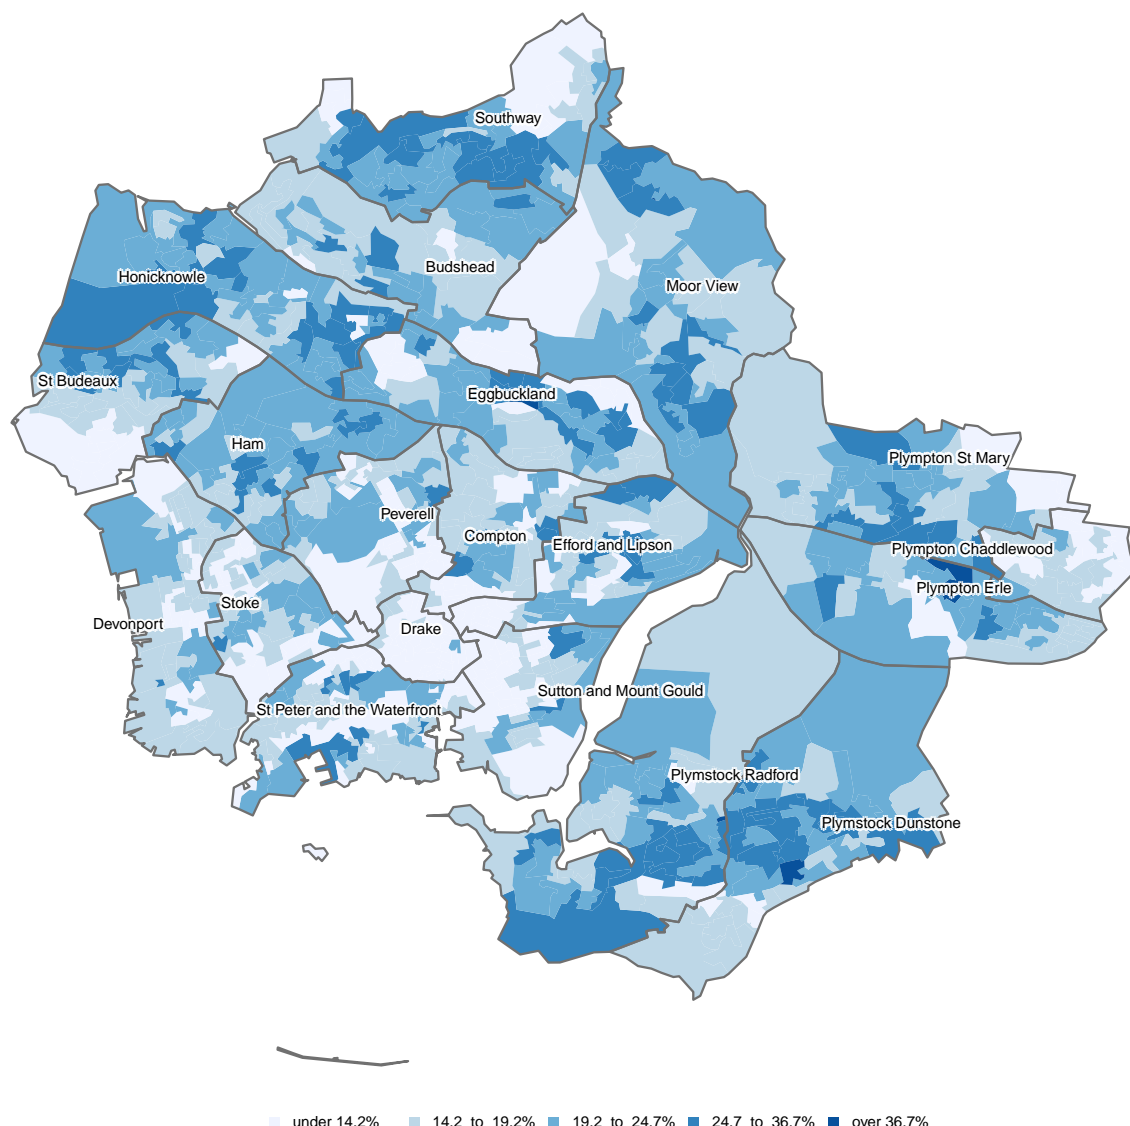 Southway
Budshead
Honicknowle
Moor View
St Budeaux
Eggbuckland
Ham
Plympton St Mary
Peverell
Compton
Efford and Lipson
Plympton Chaddlewood
Plympton Erle
Stoke
Devonport
Drake
Sutton and Mount Gould
St Peter and the Waterfront
Plymstock Radford
Plymstock Dunstone
under 14.2% 14.2 to 19.2% 19.2 to 24.7% 24.7 to 36.7% over 36.7%